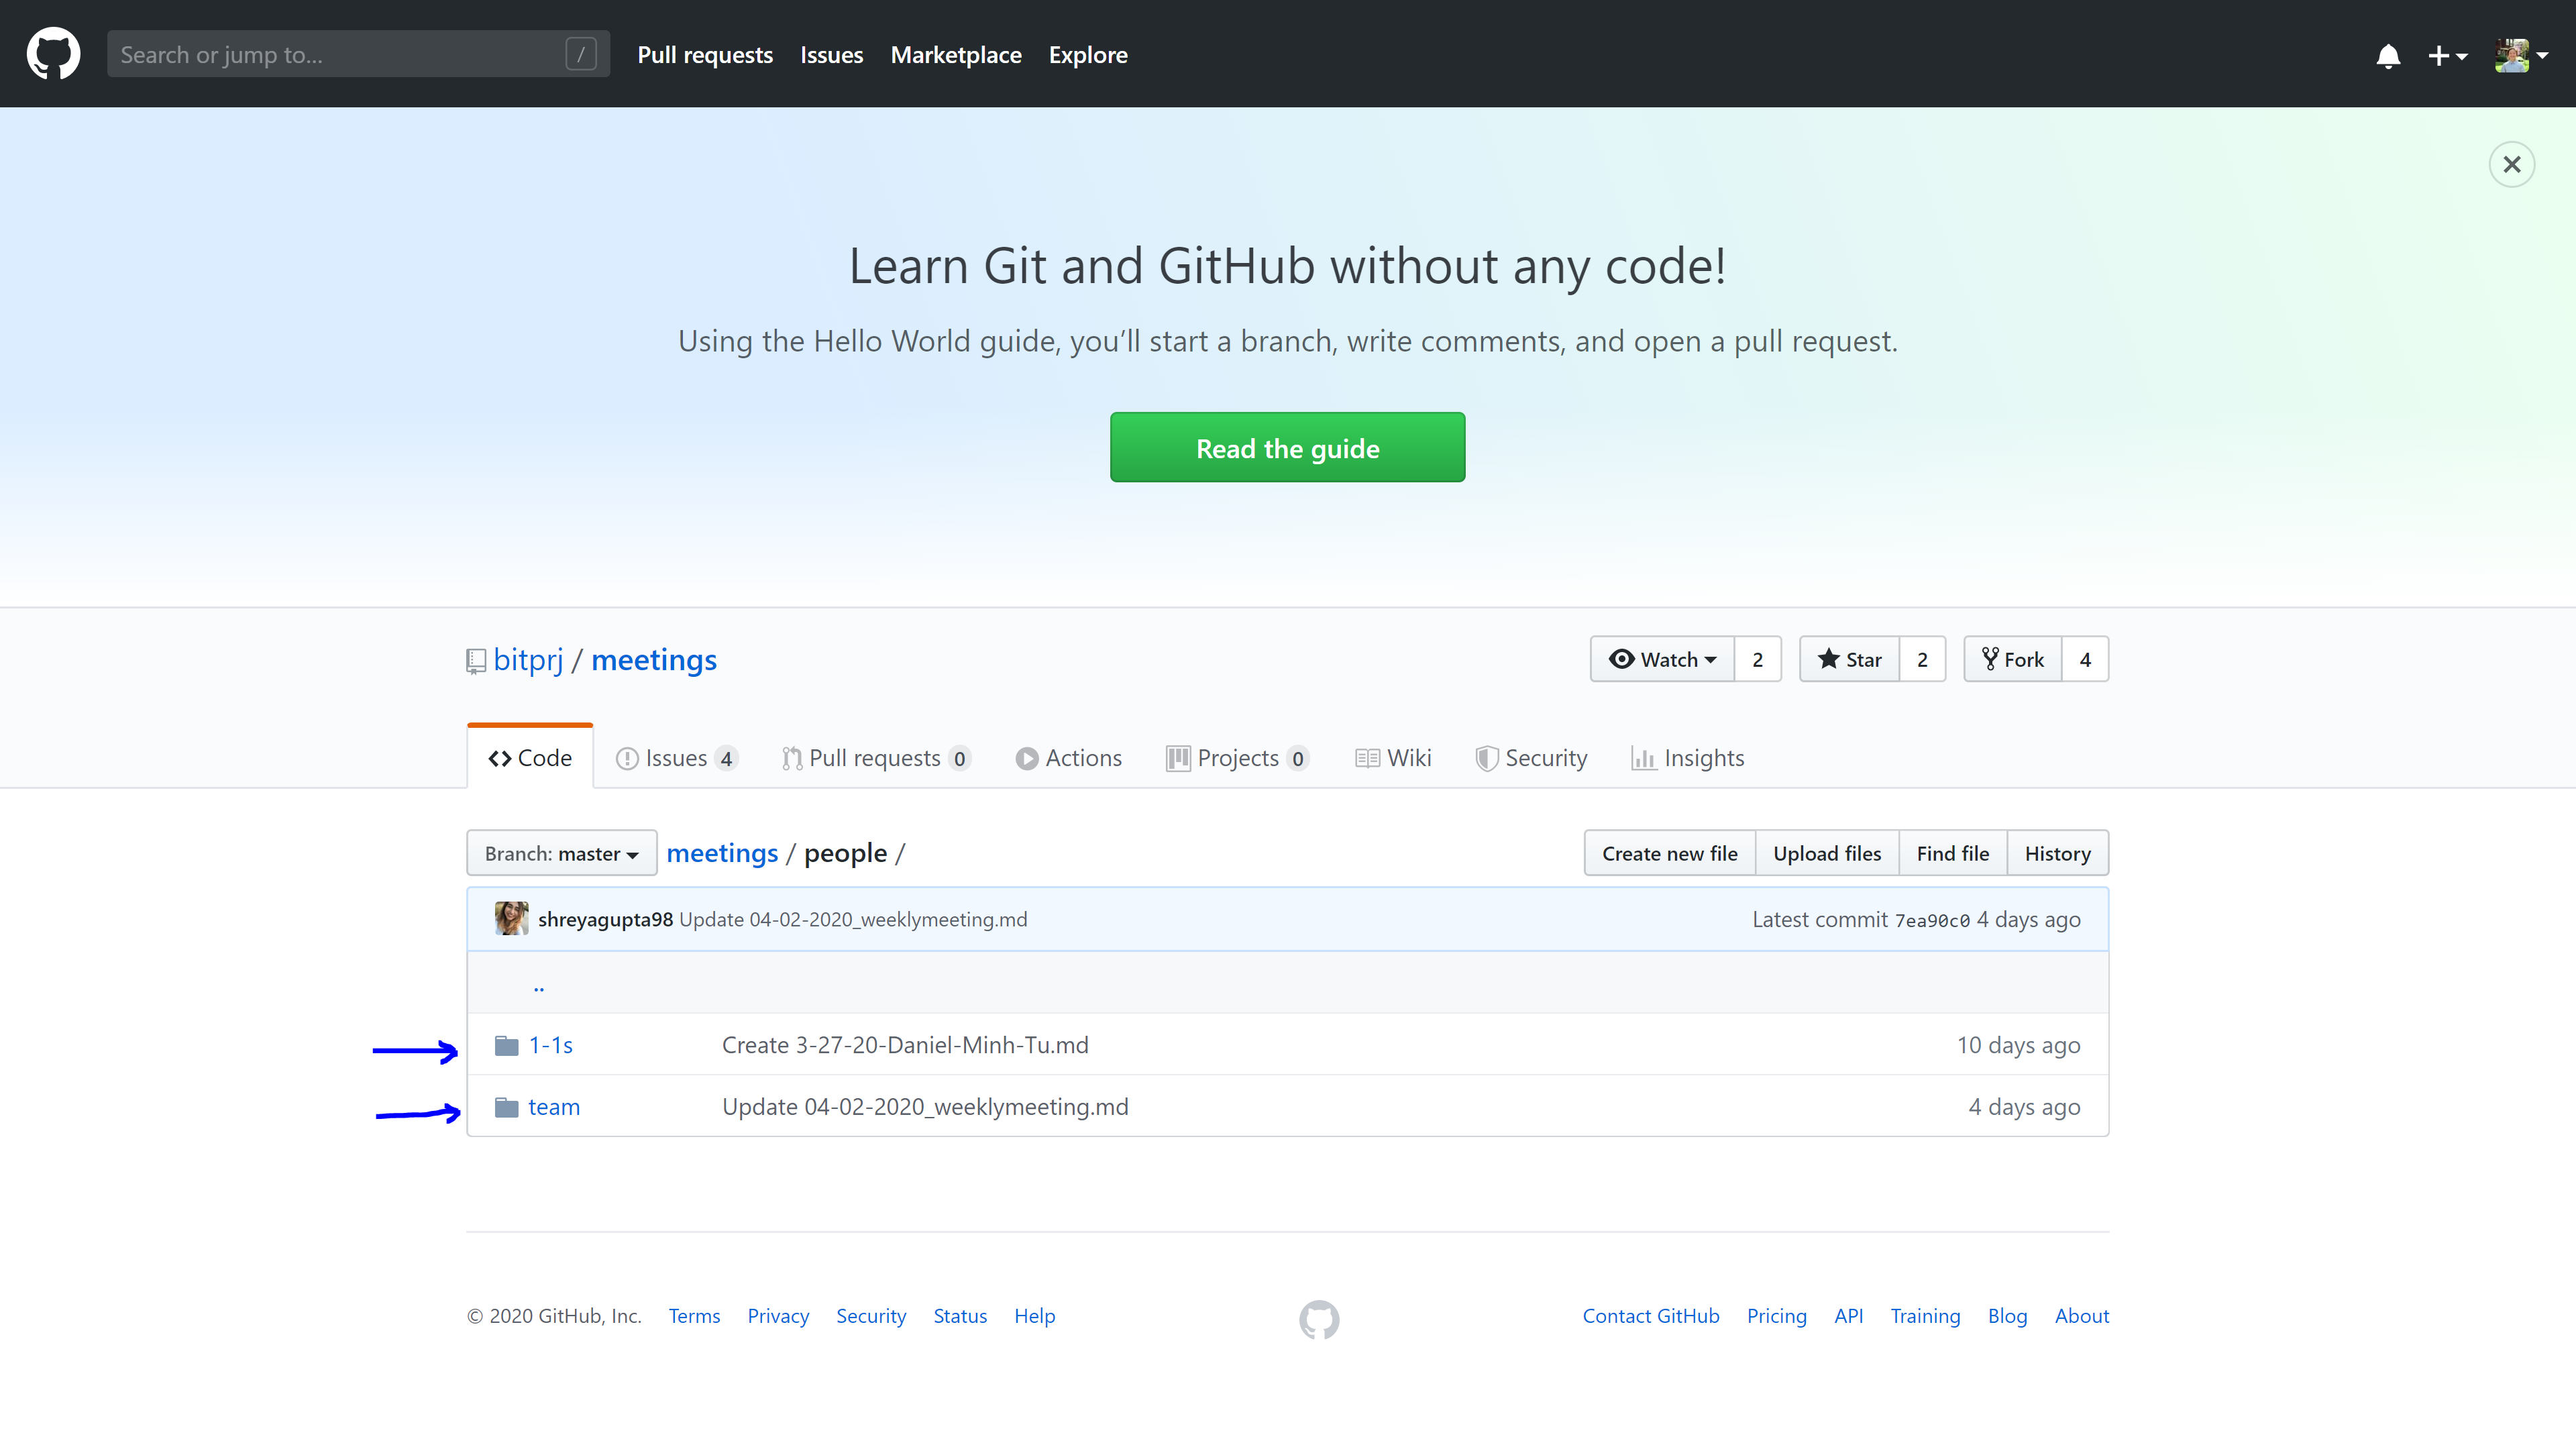 Search or jump to... /
Pull requests Issues Marketplace Explore
Learn Git and GitHub without any code!
Using the Hello World guide, you’ll start a branch, write comments, and open a pull request.
Read the guide
bitprj / meetings
Watch 2 Star 2 Fork 4
Code Issues 4 Pull requests 0 Actions Projects 0 Wiki Security Insights
Branch: master meetings / people /
Create new file Upload files Find file History
shreyagupta98 Update 04-02-2020_weeklymeeting.md Latest commit 7ea90c0 4 days ago
..
1-1s Create 3-27-20-Daniel-Minh-Tu.md 10 days ago
team Update 04-02-2020_weeklymeeting.md 4 days ago
© 2020 GitHub, Inc. Terms Privacy Security Status Help Contact GitHub Pricing API Training Blog About